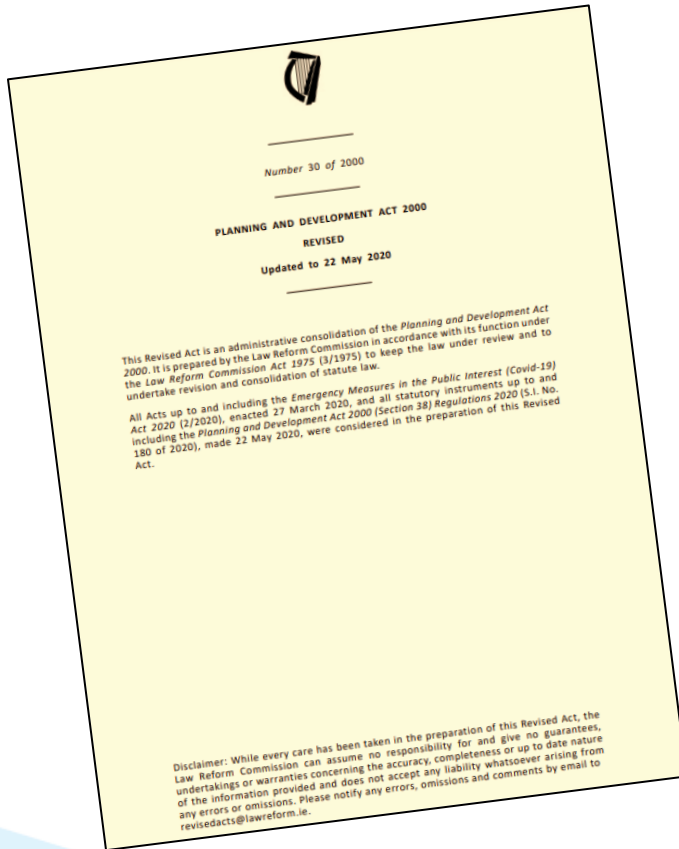 Number 30 of 2000
PLANNING AND DEVELOPMENT ACT 2000
REVISED
Updated to 22 May 2020
This Revised Act is an administrative consolidation of the Planning and Development Act
2000. It is prepared by the Law Reform Commission in accordance with its function under
the Law Reform Commission Act 1975 (3/1975) to keep the law under review and to
undertake revision and consolidation of statute law.
All Acts up to and including the Emergency Measures in the Public Interest (Covid-19)
Act 2020 (2/2020), enacted 27 March 2020, and all statutory instruments up to and
including the Planning and Development Act 2000 (Section 38) Regulations 2020 (S.I. No.
180 of 2020), made 22 May 2020, were considered in the preparation of this Revised
Act.
Disclaimer: While every care has been taken in the preparation of this Revised Act, the
Law Reform Commission can assume no responsibility for and give no guarantees,
undertakings or warranties concerning the accuracy, completeness or up to date nature
of the information provided and does not accept any liability whatsoever arising from
any errors or omissions. Please notify any errors, omissions and comments by email to
revisedacts@lawreform.ie.